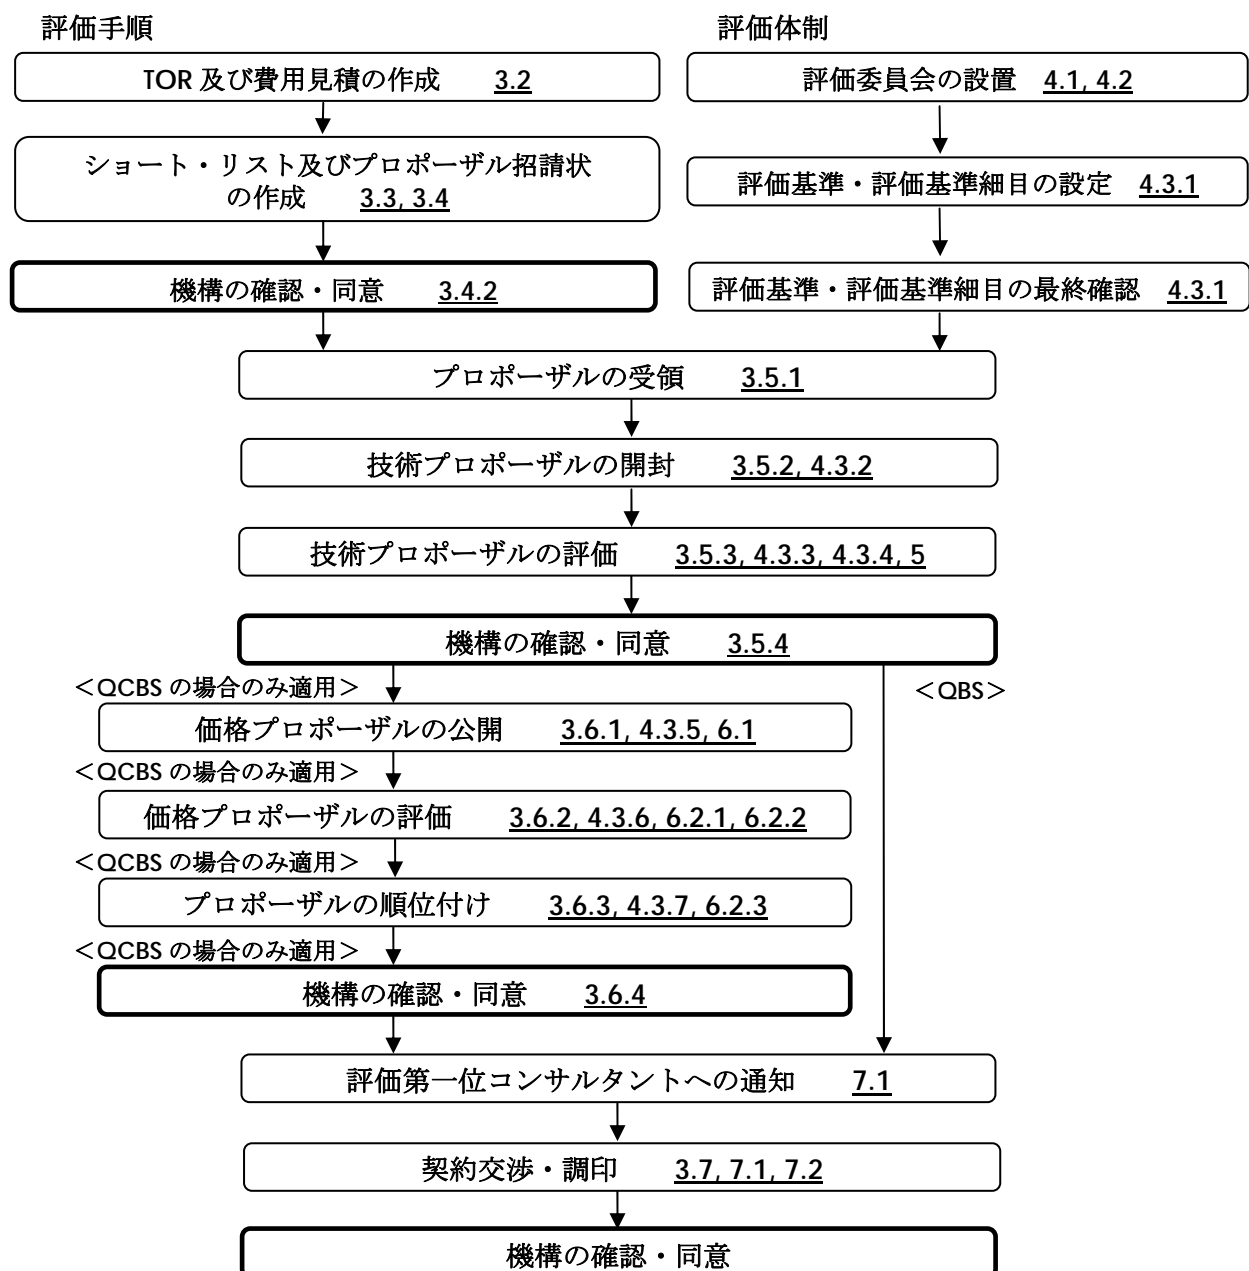 評価手順
評価体制
TOR 及び費用見積の作成 3.2
評価委員会の設置 4.1, 4.2
ショート・リスト及びプロポーザル招請状
の作成 3.3, 3.4
評価基準・評価基準細目の設定 4.3.1
機構の確認・同意 3.4.2
評価基準・評価基準細目の最終確認 4.3.1
プロポーザルの受領 3.5.1
技術プロポーザルの開封 3.5.2, 4.3.2
技術プロポーザルの評価 3.5.3, 4.3.3, 4.3.4, 5
機構の確認・同意 3.5.4
＜QCBS の場合のみ適用＞
＜QBS＞
価格プロポーザルの公開 3.6.1, 4.3.5, 6.1
＜QCBS の場合のみ適用＞
価格プロポーザルの評価 3.6.2, 4.3.6, 6.2.1, 6.2.2
＜QCBS の場合のみ適用＞
プロポーザルの順位付け 3.6.3, 4.3.7, 6.2.3
＜QCBS の場合のみ適用＞
機構の確認・同意 3.6.4
評価第一位コンサルタントへの通知 7.1
契約交渉・調印 3.7, 7.1, 7.2
機構の確認・同意